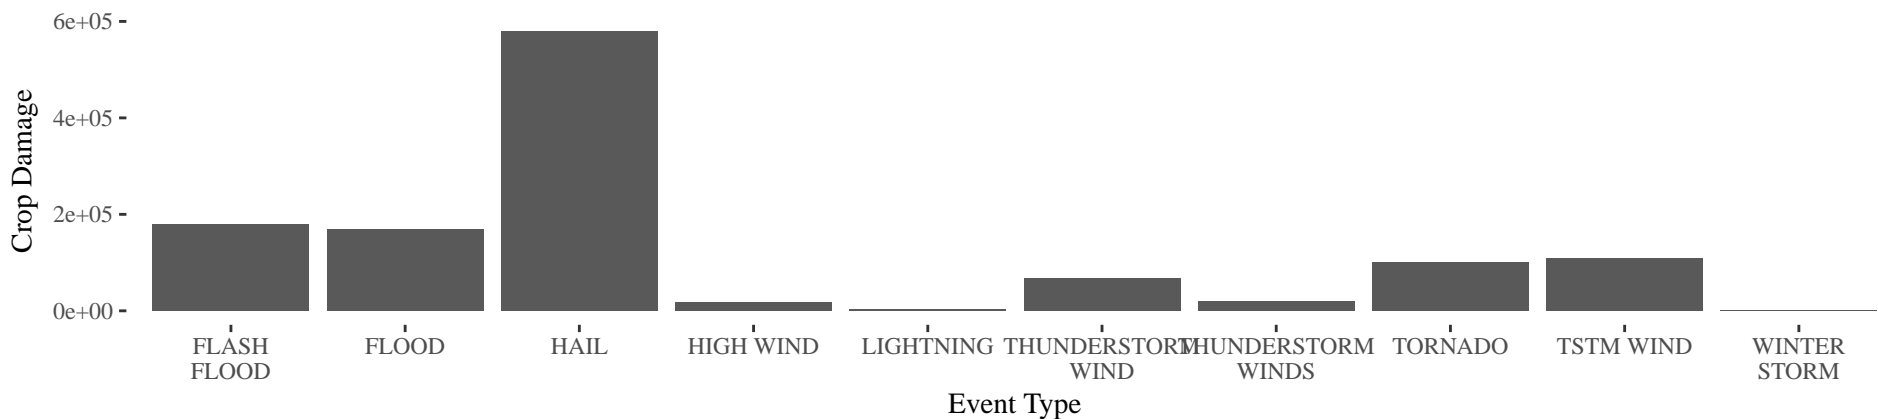 6e+05
4e+05
2e+05
0e+00
Crop Damage
FLASH
FLOOD
FLOOD
HAIL
HIGH WIND
LIGHTNING
THUNDERSTORM
WIND
THUNDERSTORM
WINDS
TORNADO
TSTM WIND
WINTER
STORM
Event Type